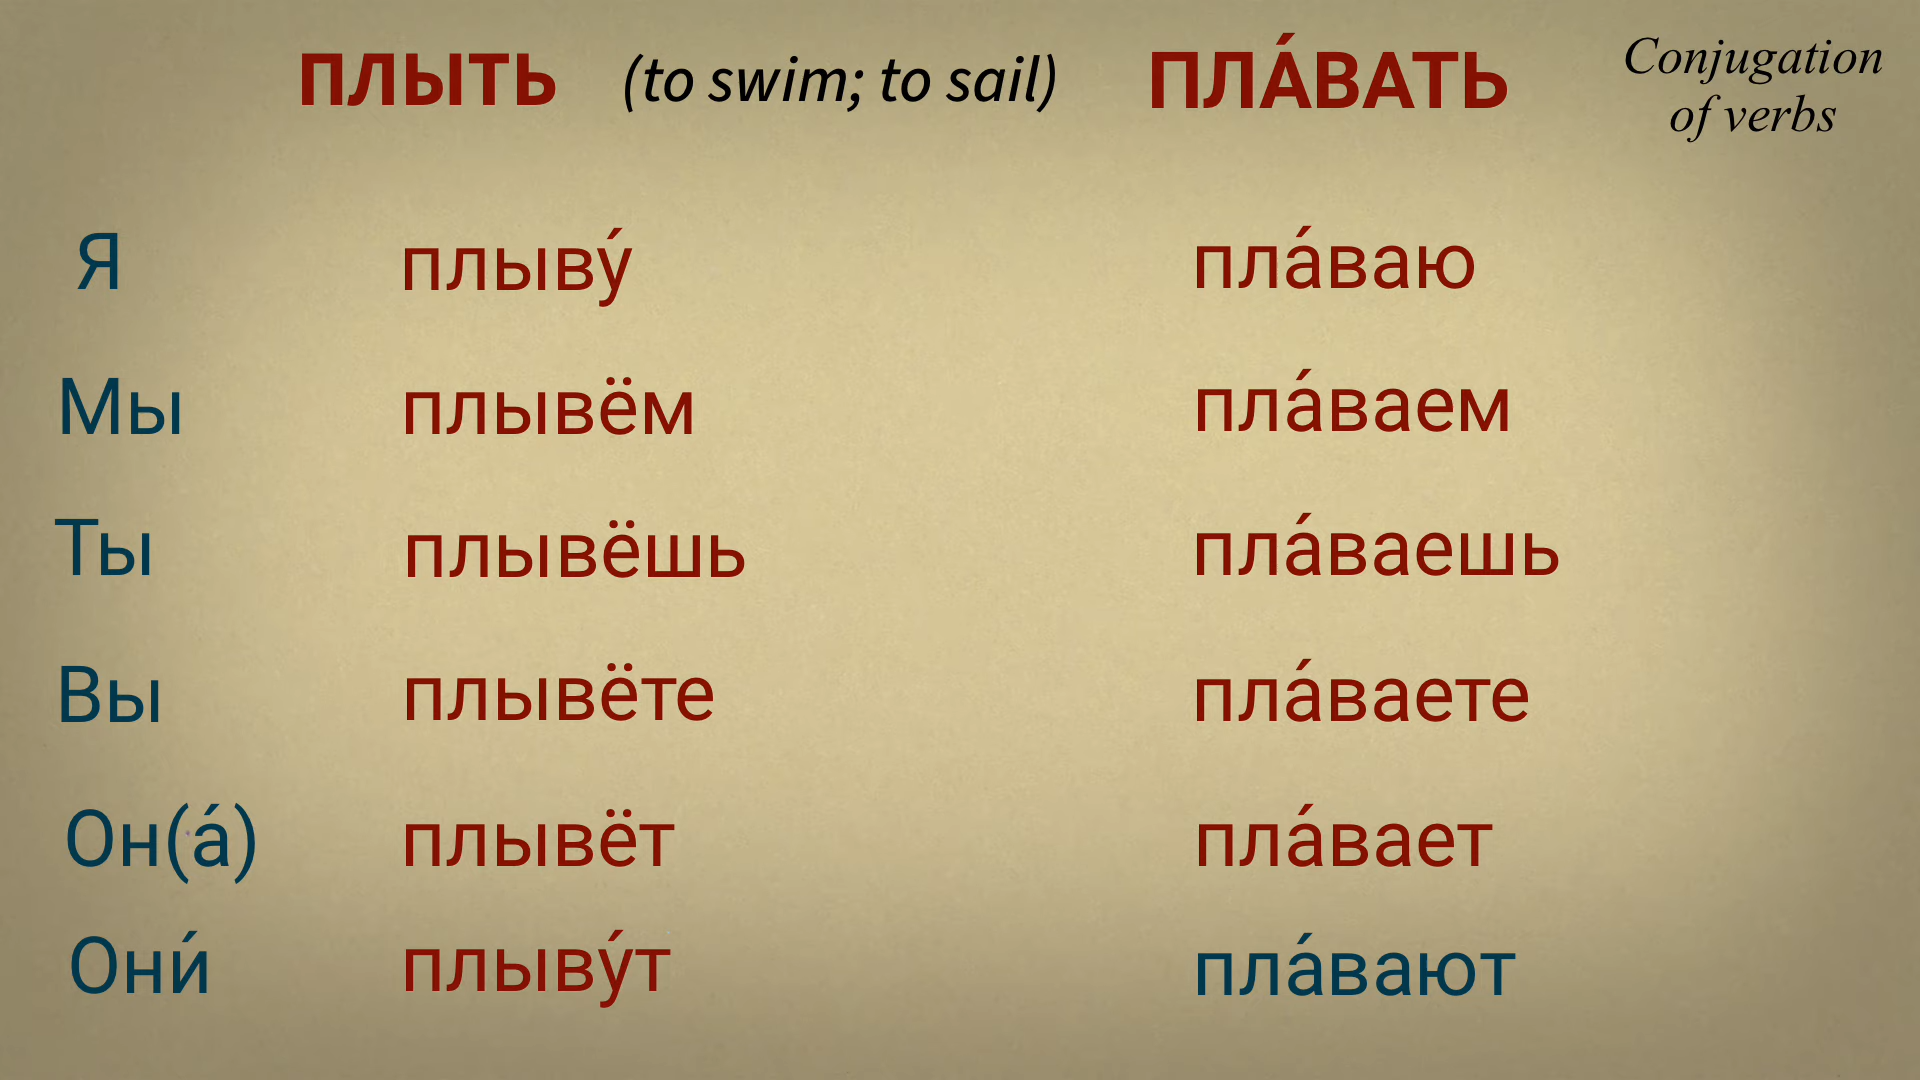 ПЛЫТЬ (to swim; to sail) ПЛА́ВАТЬ Conjugation
of verbs
Я плыву́ пла́ваю
Мы плывём пла́ваем
Ты плывёшь пла́ваешь
Вы плывёте пла́ваете
Он(а́) плывёт пла́вает
Они́ плыву́т пла́вают